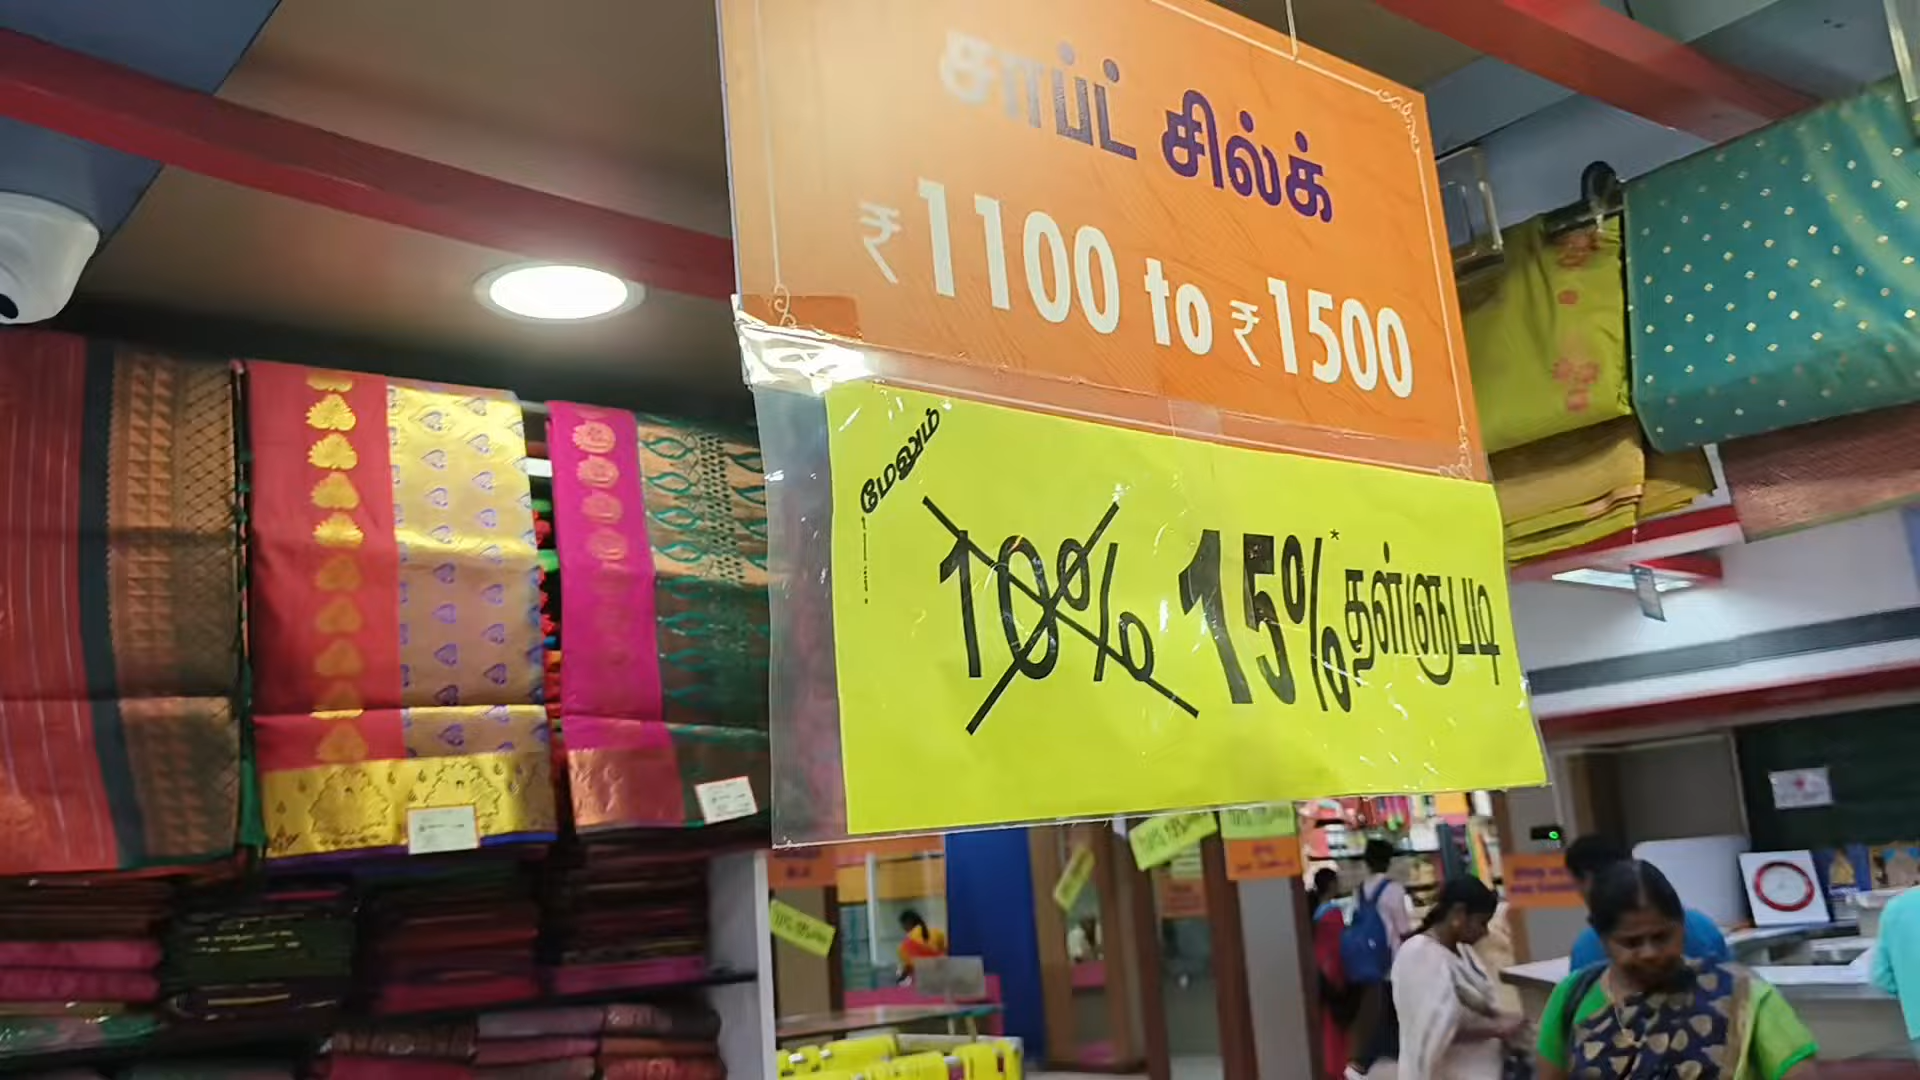 சாப்ட் சில்க்
₹1100 to ₹1500
மேலும்
10% 15%* தள்ளுபடி